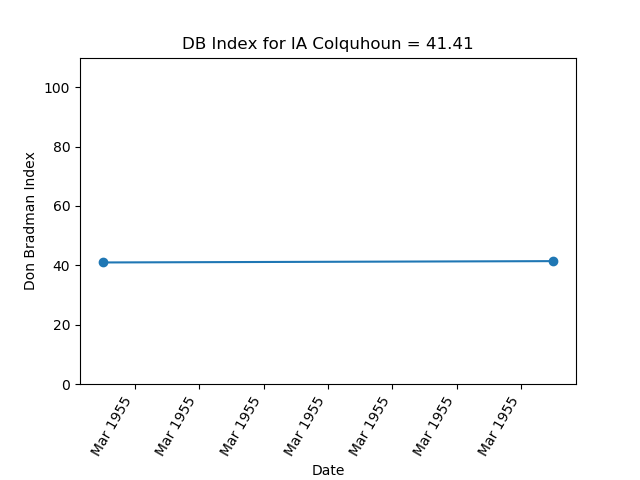 DB Index for IA Colquhoun = 41.41
100
80
60
40
20
0
Don Bradman Index
Mar 1955
Mar 1955
Mar 1955
Mar 1955
Mar 1955
Mar 1955
Mar 1955
Date